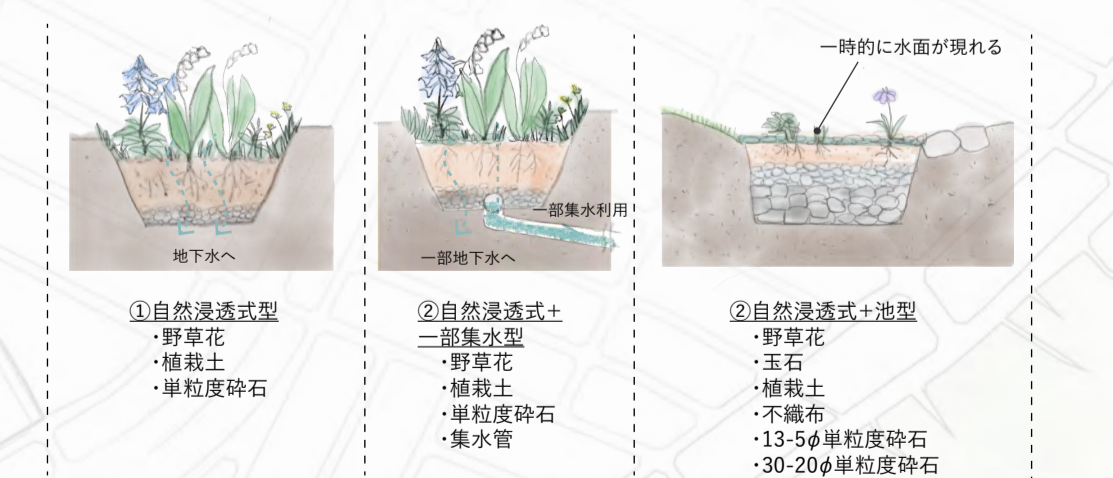 地下水へ
①自然浸透式型
・野草花
・植栽土
・単粒度砕石
一部集水利用
一部地下水へ
②自然浸透式+
一部集水型
・野草花
・植栽土
・単粒度砕石
・集水管
一時的に水面が現れる
②自然浸透式+池型
・野草花
・玉石
・植栽土
・不織布
・13-5φ単粒度砕石
・30-20φ単粒度砕石